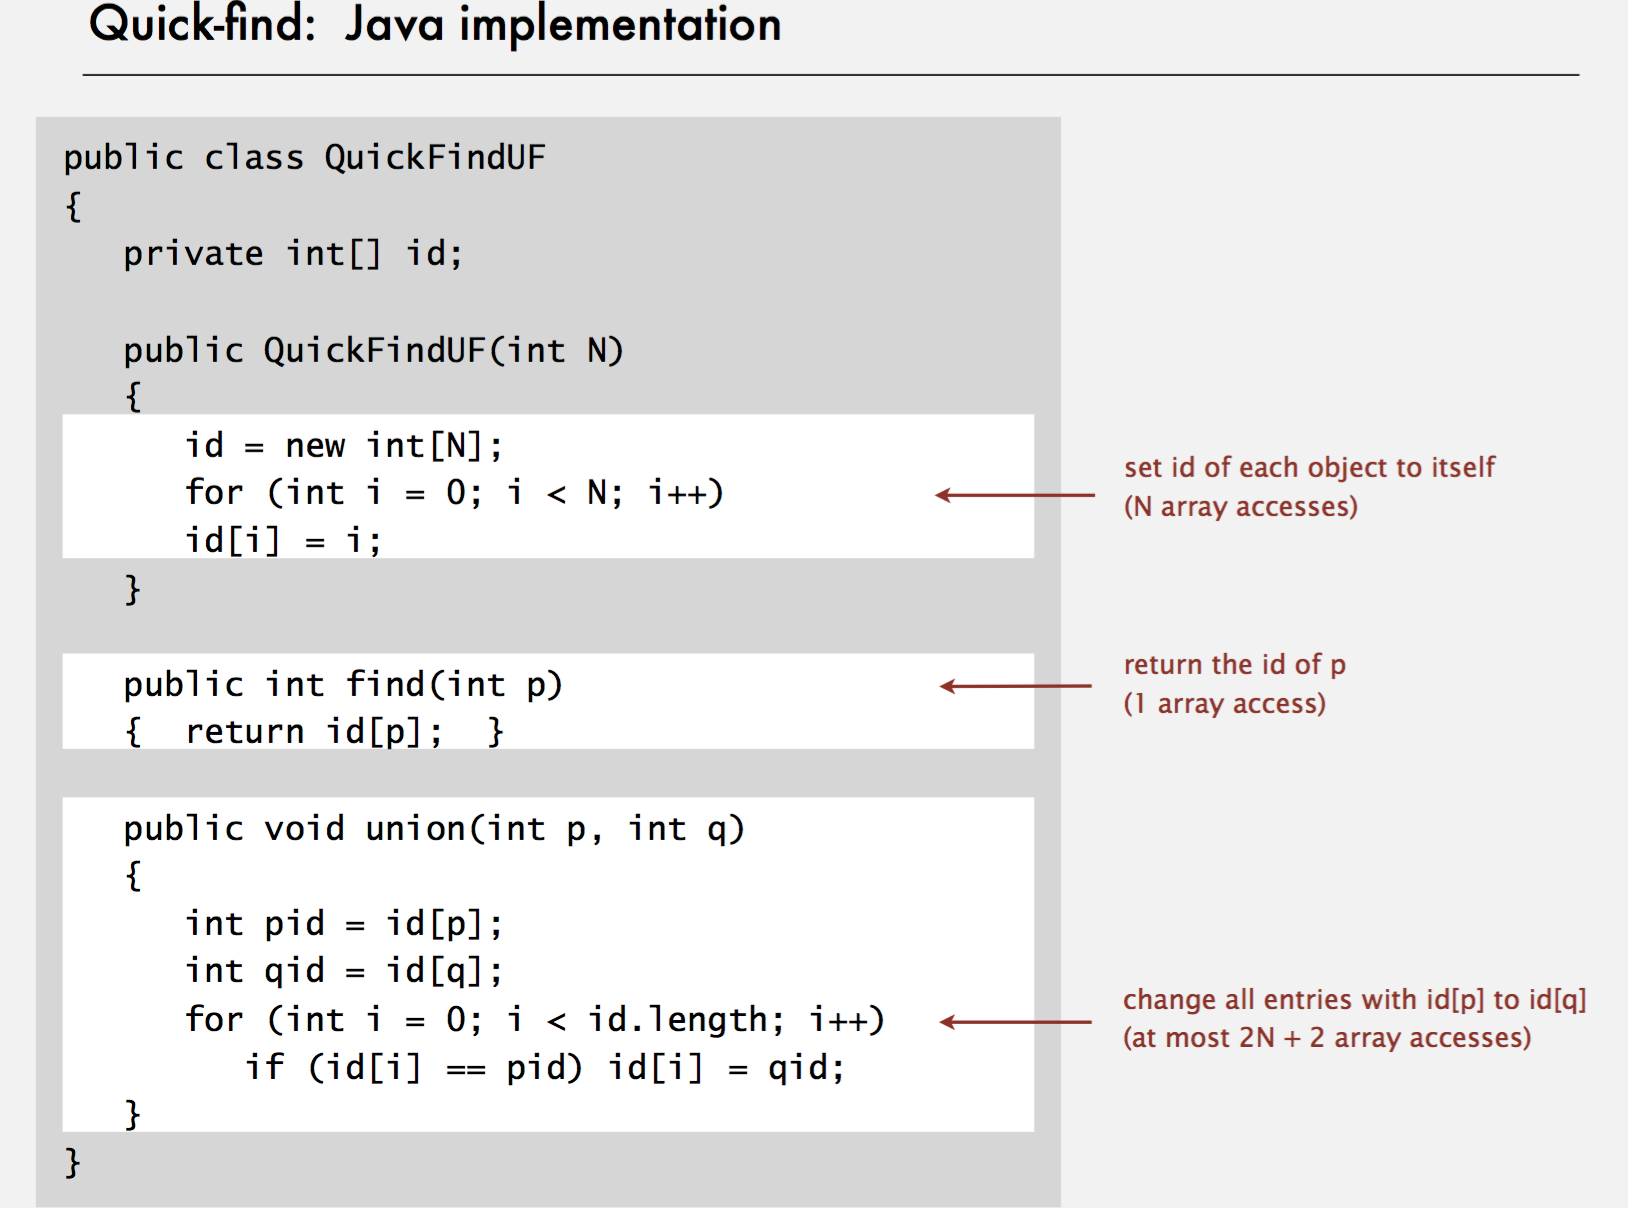 Quick-find: Java implementation
public class QuickFindUF
{
   private int[] id;

   public QuickFindUF(int N)
   {
      id = new int[N];
      for (int i = 0; i < N; i++)
      id[i] = i;
   }
set id of each object to itself
(N array accesses)

   public int find(int p)
   {  return id[p];  }
return the id of p
(1 array access)

   public void union(int p, int q)
   {
      int pid = id[p];
      int qid = id[q];
      for (int i = 0; i < id.length; i++)
         if (id[i] == pid) id[i] = qid;
   }
}
change all entries with id[p] to id[q]
(at most 2N + 2 array accesses)